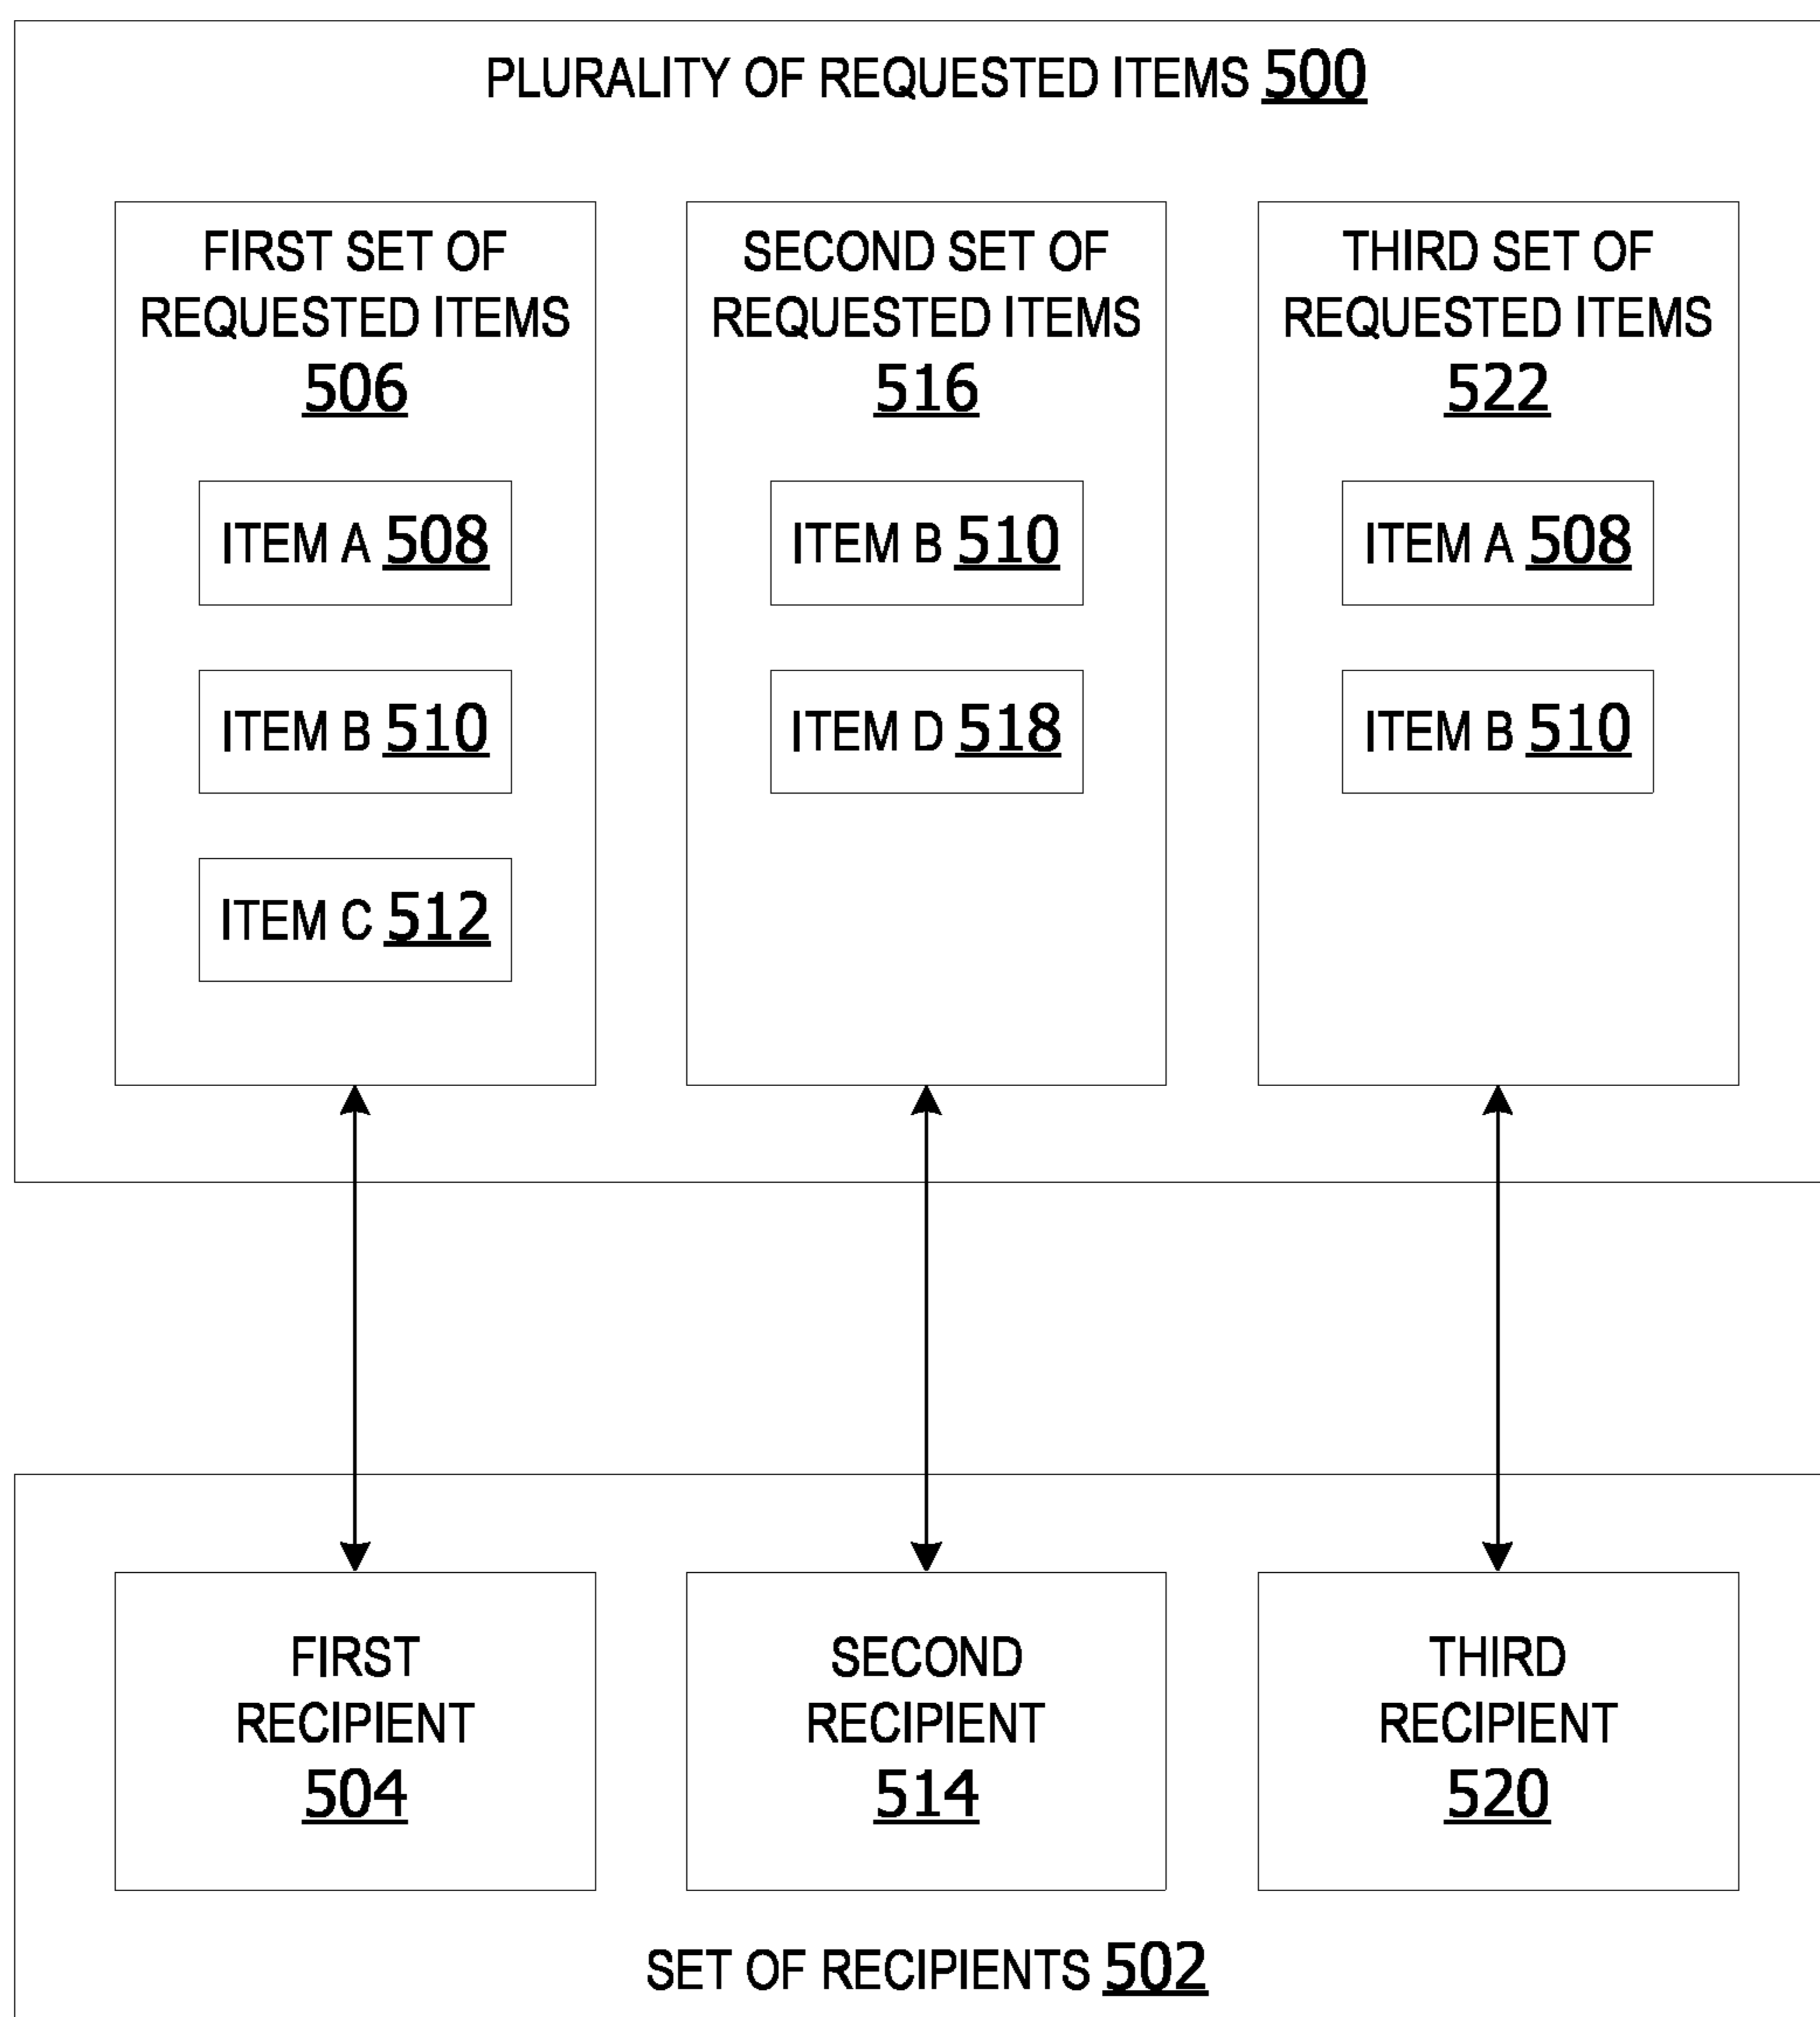 PLURALITY OF REQUESTED ITEMS 500
FIRST SET OF
REQUESTED ITEMS
506
ITEM A 508
ITEM B 510
ITEM C 512
SECOND SET OF
REQUESTED ITEMS
516
ITEM B 510
ITEM D 518
THIRD SET OF
REQUESTED ITEMS
522
ITEM A 508
ITEM B 510
FIRST
RECIPIENT
504
SECOND
RECIPIENT
514
THIRD
RECIPIENT
520
SET OF RECIPIENTS 502